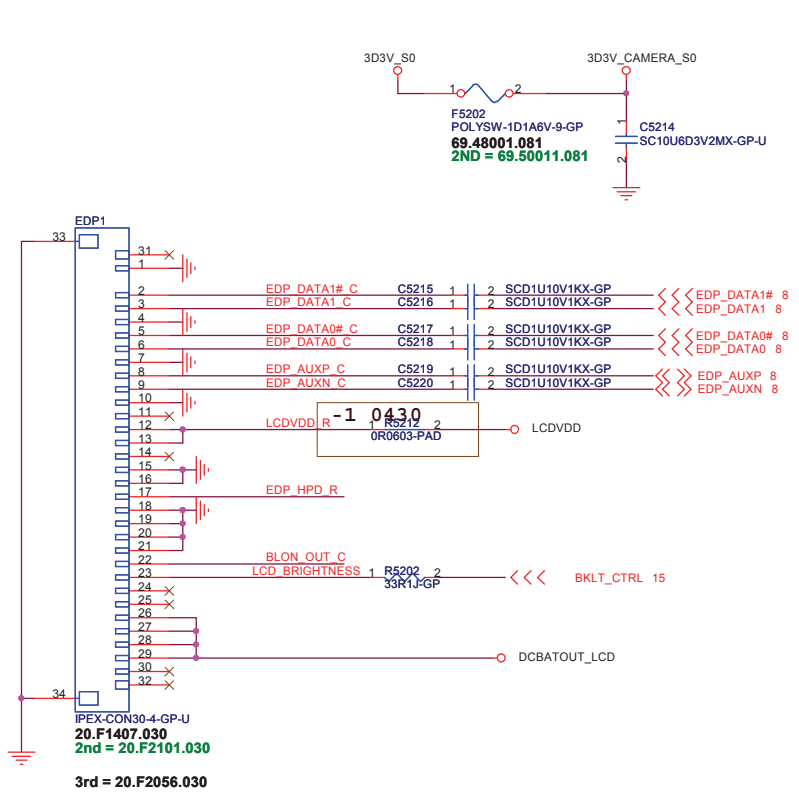 3D3V_S0 3D3V_CAMERA_S0
1 2
F5202
POLYSW-1D1A6V-9-GP
69.48001.081
2ND = 69.50011.081
1
C5214
SC10U6D3V2MX-GP-U
2
EDP1
33
31
1
2 EDP_DATA1#_C C5215 1 2 SCD1U10V1KX-GP EDP_DATA1# 8
3 EDP_DATA1_C C5216 1 2 SCD1U10V1KX-GP EDP_DATA1 8
4
5 EDP_DATA0#_C C5217 1 2 SCD1U10V1KX-GP EDP_DATA0# 8
6 EDP_DATA0_C C5218 1 2 SCD1U10V1KX-GP EDP_DATA0 8
7
8 EDP_AUXP_C C5219 1 2 SCD1U10V1KX-GP EDP_AUXP 8
9 EDP_AUXN_C C5220 1 2 SCD1U10V1KX-GP EDP_AUXN 8
10
11
-1 0430
12 LCDVDD_R 1 R5212 2 LCDVDD
0R0603-PAD
13
14
15
16
17 EDP_HPD_R
18
19
20
21
22 BLON_OUT_C
23 LCD_BRIGHTNESS 1 R5202 2 BKLT_CTRL 15
33R1J-GP
24
25
26
27
28
29 DCBATOUT_LCD
30
32
34
IPEX-CON30-4-GP-U
20.F1407.030
2nd = 20.F2101.030
3rd = 20.F2056.030